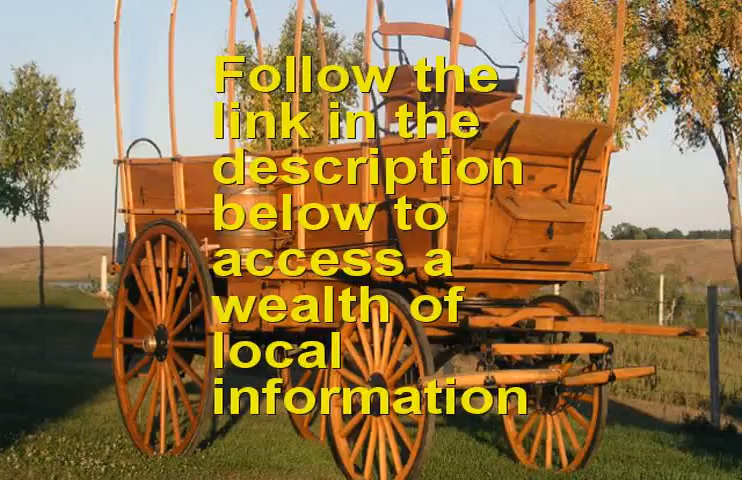 Follow the
link in the
description
below to
access a
wealth of
local
information